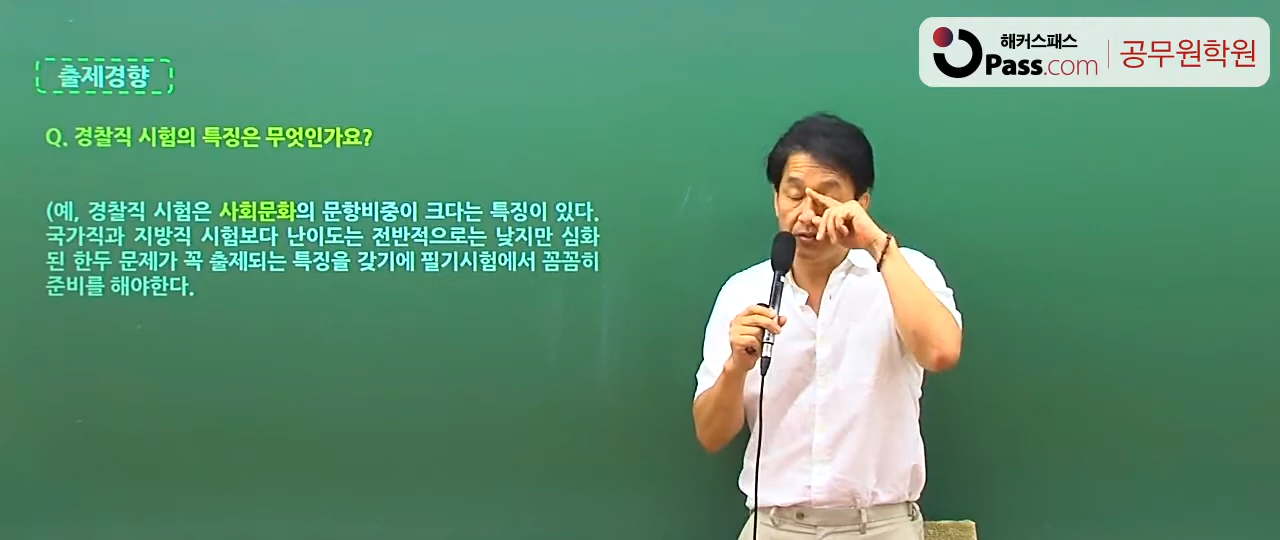 해커스패스
Pass.com
공무원학원
출제경향
Q. 경찰직 시험의 특징은 무엇인가요?
(예, 경찰직 시험은 사회문화의 문항비중이 크다는 특징이 있다.
국가직과 지방직 시험보다 난이도는 전반적으로는 낮지만 심화
된 한두 문제가 꼭 출제되는 특징을 갖기에 필기시험에서 꼼꼼히
준비를 해야한다.